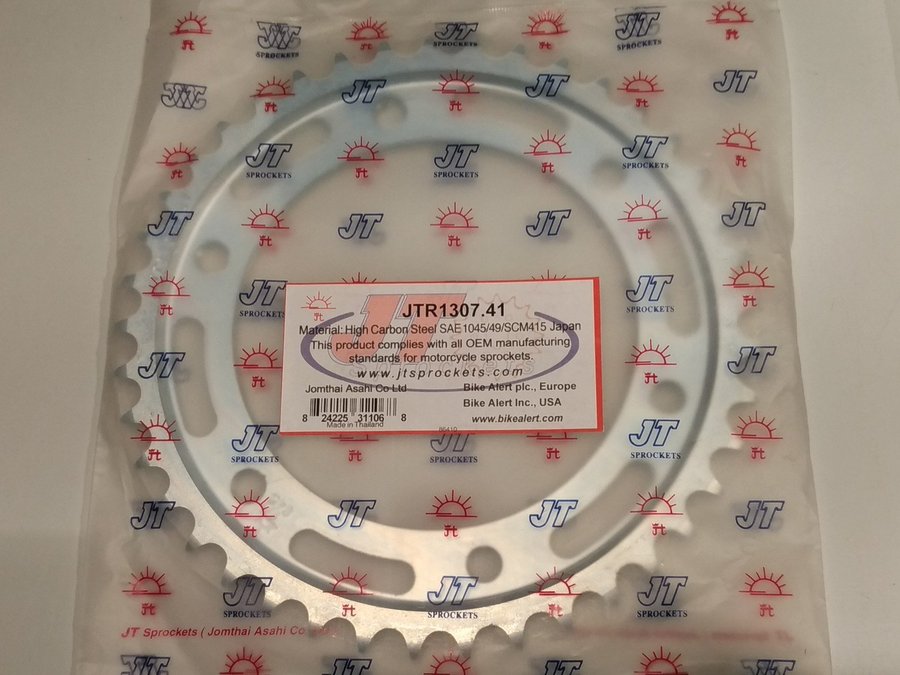 JTR1307.41
Material: High Carbon Steel SAE1045/49/SCM415 Japan
This product complies with all OEM manufacturing
standards for motorcycle sprockets.
www.jtsprockets.com
Jomthai Asahi Co Ltd
Bike Alert plc., Europe
Bike Alert Inc., USA
8 24225 31106 8
www.bikealert.com
Made in Thailand
86410
JT
SPROCKETS
JT Sprockets ( Jomthai Asahi Co